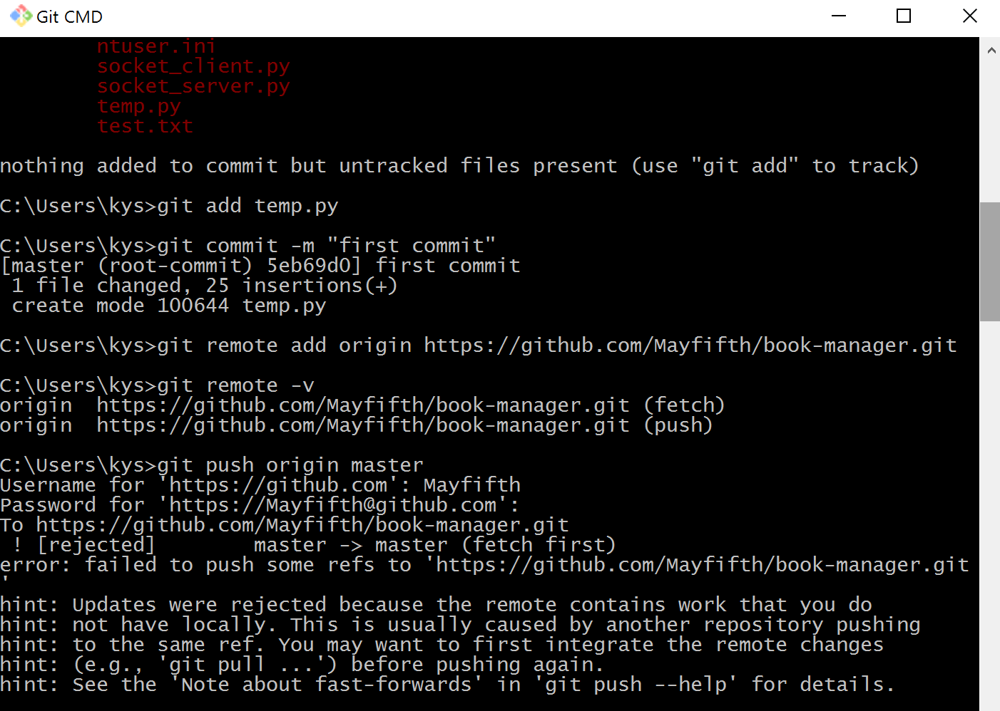 Git CMD
ntuser.ini
socket_client.py
socket_server.py
temp.py
test.txt
nothing added to commit but untracked files present (use "git add" to track)
C:\Users\kys>git add temp.py
C:\Users\kys>git commit -m "first commit"
[master (root-commit) 5eb69d0] first commit
 1 file changed, 25 insertions(+)
 create mode 100644 temp.py
C:\Users\kys>git remote add origin https://github.com/Mayfifth/book-manager.git
C:\Users\kys>git remote -v
origin  https://github.com/Mayfifth/book-manager.git (fetch)
origin  https://github.com/Mayfifth/book-manager.git (push)
C:\Users\kys>git push origin master
Username for 'https://github.com': Mayfifth
Password for 'https://Mayfifth@github.com':
To https://github.com/Mayfifth/book-manager.git
 ! [rejected]        master -> master (fetch first)
error: failed to push some refs to 'https://github.com/Mayfifth/book-manager.git
'
hint: Updates were rejected because the remote contains work that you do
hint: not have locally. This is usually caused by another repository pushing
hint: to the same ref. You may want to first integrate the remote changes
hint: (e.g., 'git pull ...') before pushing again.
hint: See the 'Note about fast-forwards' in 'git push --help' for details.